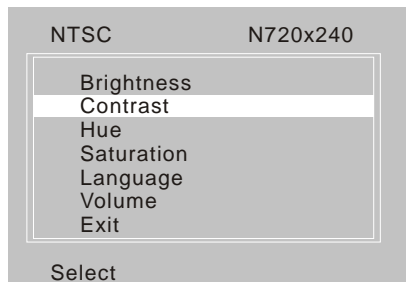 NTSC N720x240
Brightness
Contrast
Hue
Saturation
Language
Volume
Exit
Select